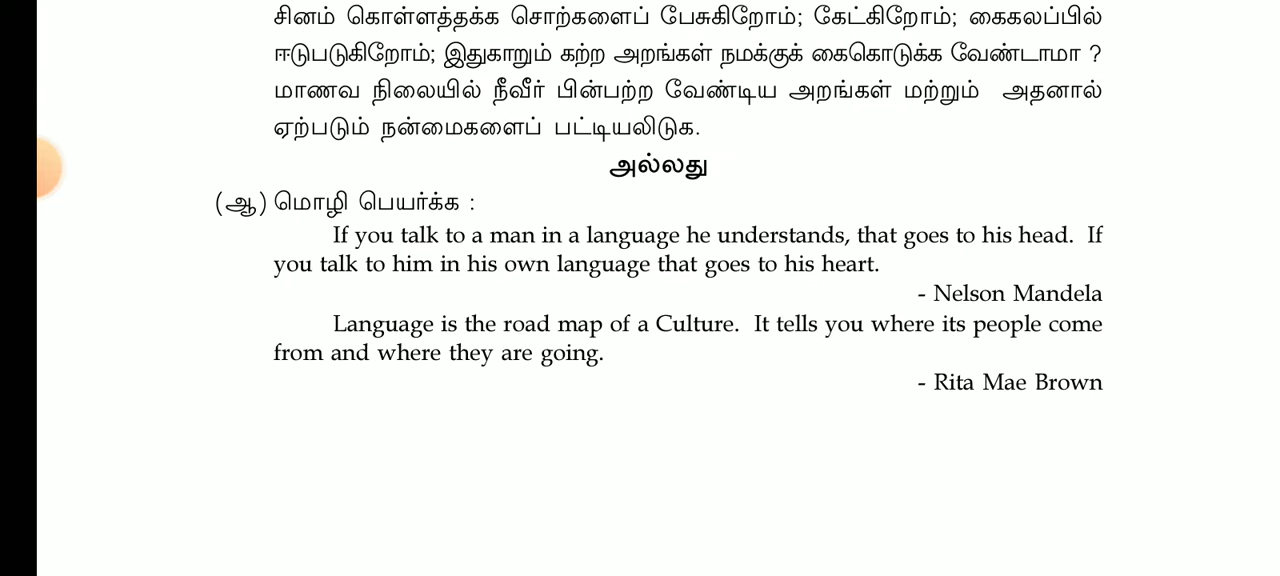 சினம் கொள்ளத்தக்க சொற்களைப் பேசுகிறோம்; கேட்கிறோம்; கைகலப்பில்
ஈடுபடுகிறோம்; இதுகாறும் கற்ற அறங்கள் நமக்குக் கைகொடுக்க வேண்டாமா ?
மாணவ நிலையில் நீவீர் பின்பற்ற வேண்டிய அறங்கள் மற்றும் அதனால்
ஏற்படும் நன்மைகளைப் பட்டியலிடுக.
அல்லது
(ஆ) மொழி பெயர்க்க :
If you talk to a man in a language he understands, that goes to his head. If
you talk to him in his own language that goes to his heart.
- Nelson Mandela
Language is the road map of a Culture. It tells you where its people come
from and where they are going.
- Rita Mae Brown